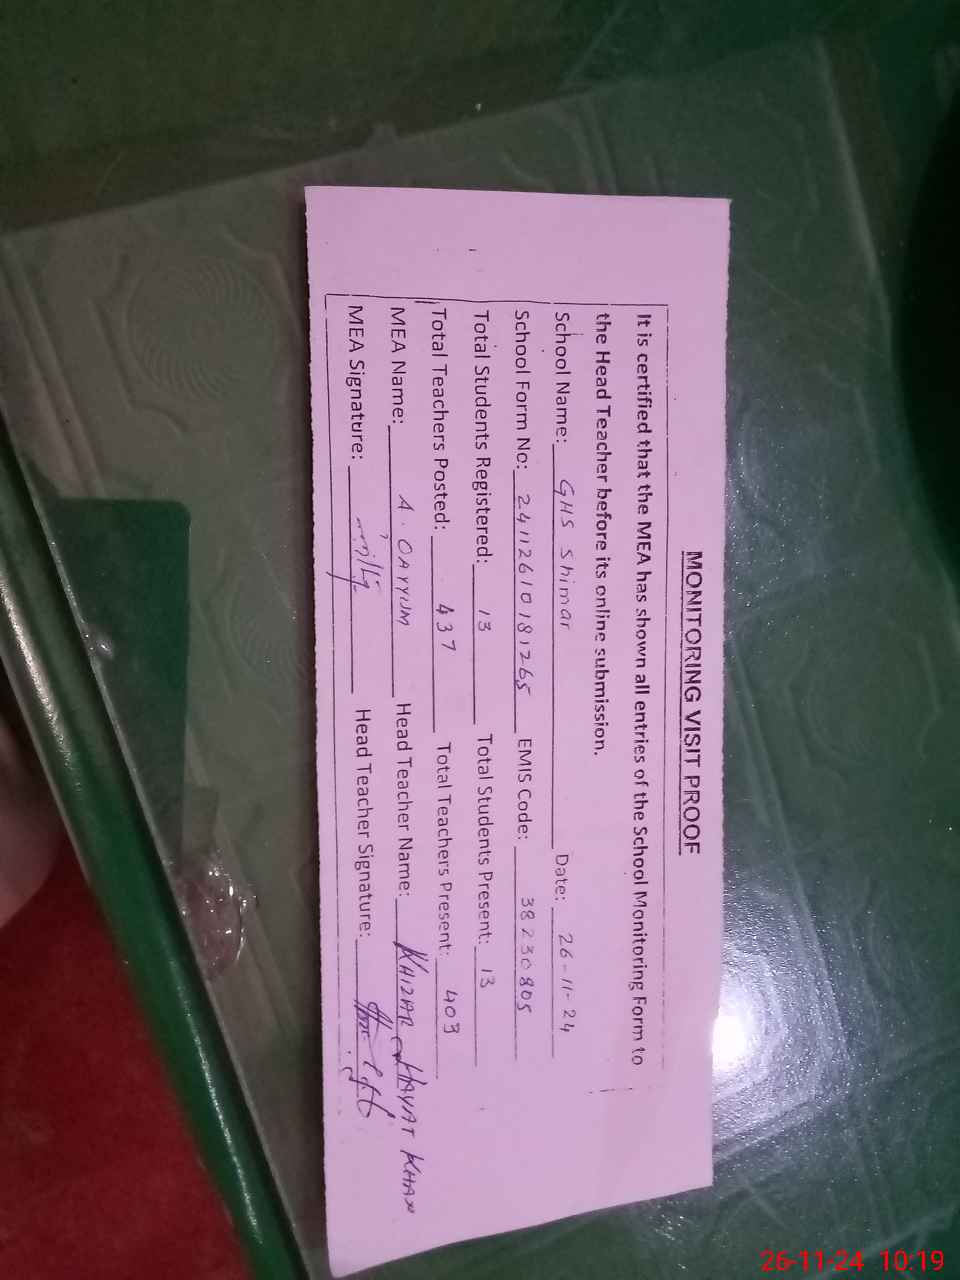 MONITORING VISIT PROOF
It is certified that the MEA has shown all entries of the School Monitoring Form to
the Head Teacher before its online submission.
School Name: GHS Shimar Date: 26-11-24
School Form No: 24112610181265 EMIS Code: 38230805
Total Students Registered: 13 Total Students Present: 13
Total Teachers Posted: 437 Total Teachers Present: 403
MEA Name: A. QAYYUM Head Teacher Name: KHIZAR HAYAT KHAN
MEA Signature: Head Teacher Signature:
26-11-24 10:19